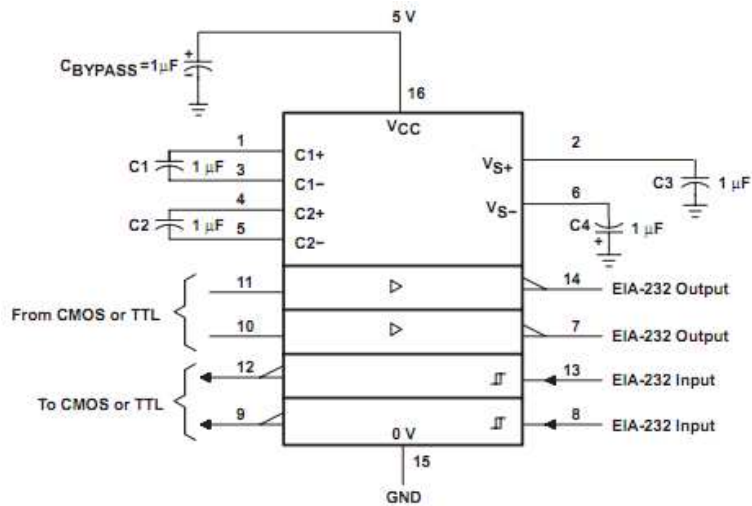 5 V
CBYPASS = 1 μF
+
−
16
VCC
1
C1+
C1
1 μF
3
C1−
4
C2+
C2
1 μF
5
C2−
2
VS+
C3
1 μF
6
VS−
C4
+
1 μF
11
14
EIA-232 Output
From CMOS or TTL
10
7
EIA-232 Output
12
13
EIA-232 Input
To CMOS or TTL
9
8
EIA-232 Input
0 V
15
GND